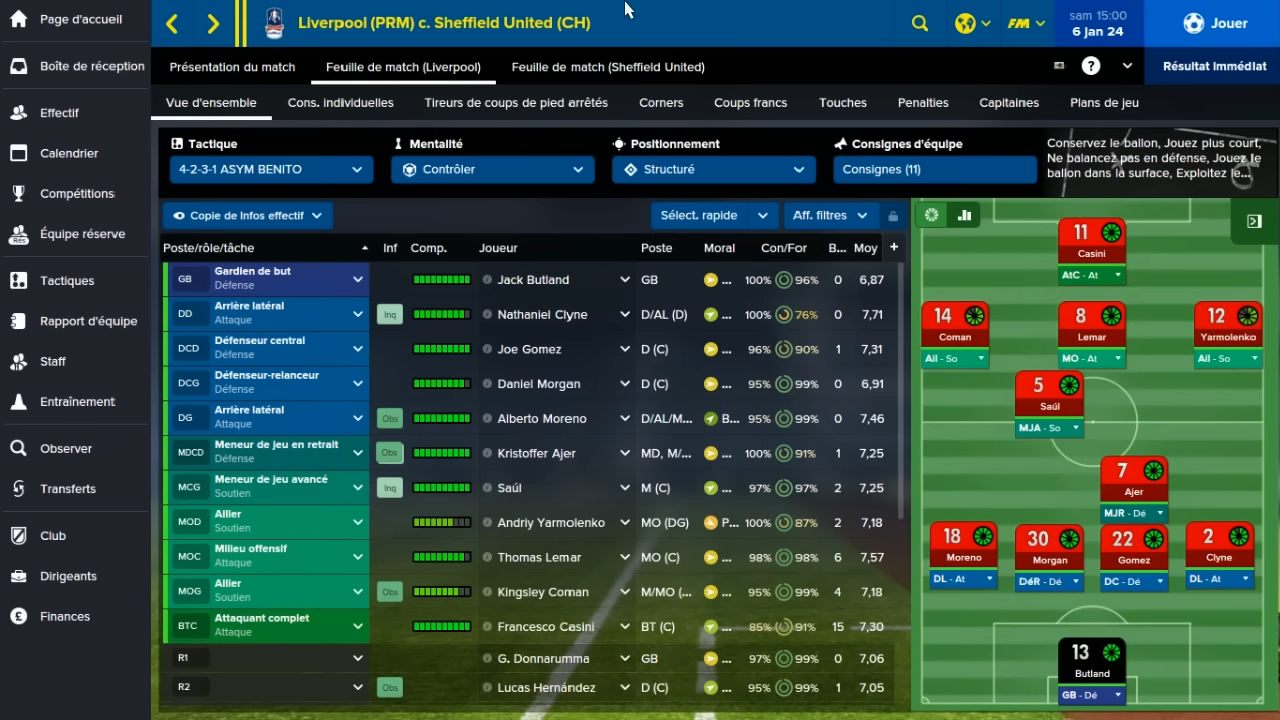 Page d'accueil
Boîte de réception
Effectif
Calendrier
Compétitions
Rés
Équipe réserve
Tactiques
Rapport d'équipe
Staff
Entraînement
Observer
Transferts
Club
Dirigeants
£ Finances
Liverpool (PRM) c. Sheffield United (CH)
FM
sam 15:00
6 jan 24
Jouer
Présentation du match
Feuille de match (Liverpool)
Feuille de match (Sheffield United)
?
Résultat Immédiat
Vue d'ensemble
Cons. individuelles
Tireurs de coups de pied arrêtés
Corners
Coups francs
Touches
Penalties
Capitaines
Plans de jeu
Tactique
4-2-3-1 ASYM BENITO
Mentalité
Contrôler
Positionnement
Structuré
Consignes d'équipe
Consignes (11)
Conservez le ballon, Jouez plus court,
Ne balancez pas en défense, Jouez le
ballon dans la surface, Exploitez le...
Copie de Infos effectif
Sélect. rapide
Aff. filtres
Poste/rôle/tâche Inf Comp. Joueur Poste Moral Con/For B... Moy +
GB Gardien de but Défense Jack Butland GB ... 100% 96% 0 6,87
DD Arrière latéral Attaque Inq Nathaniel Clyne D/AL (D) ... 100% 76% 0 7,71
DCD Défenseur central Défense Joe Gomez D (C) ... 96% 90% 1 7,31
DCG Défenseur-relanceur Défense Daniel Morgan D (C) ... 95% 99% 0 6,91
DG Arrière latéral Attaque Obs Alberto Moreno D/AL/M... B... 95% 99% 0 7,46
MDCD Meneur de jeu en retrait Défense Obs Kristoffer Ajer MD, M/... ... 100% 91% 1 7,25
MCG Meneur de jeu avancé Soutien Inq Saúl M (C) ... 97% 97% 2 7,25
MOD Ailier Soutien Andriy Yarmolenko MO (DG) P... 100% 87% 2 7,18
MOC Milieu offensif Attaque Thomas Lemar MO (C) ... 98% 98% 6 7,57
MOG Ailier Soutien Obs Kingsley Coman M/MO (... ... 95% 99% 4 7,18
BTC Attaquant complet Attaque Francesco Casini BT (C) ... 85% 91% 15 7,30
R1 G. Donnarumma GB ... 97% 99% 0 7,06
R2 Obs Lucas Hernández D (C) ... 95% 99% 1 7,05
11
Casini
AtC - At
14
Coman
Ail - So
8
Lemar
MO - At
12
Yarmolenko
Ail - So
5
Saúl
MJA - So
7
Ajer
MJR - Dé
18
Moreno
DL - At
30
Morgan
DéR - Dé
22
Gomez
DC - Dé
2
Clyne
DL - At
13
Butland
GB - Dé